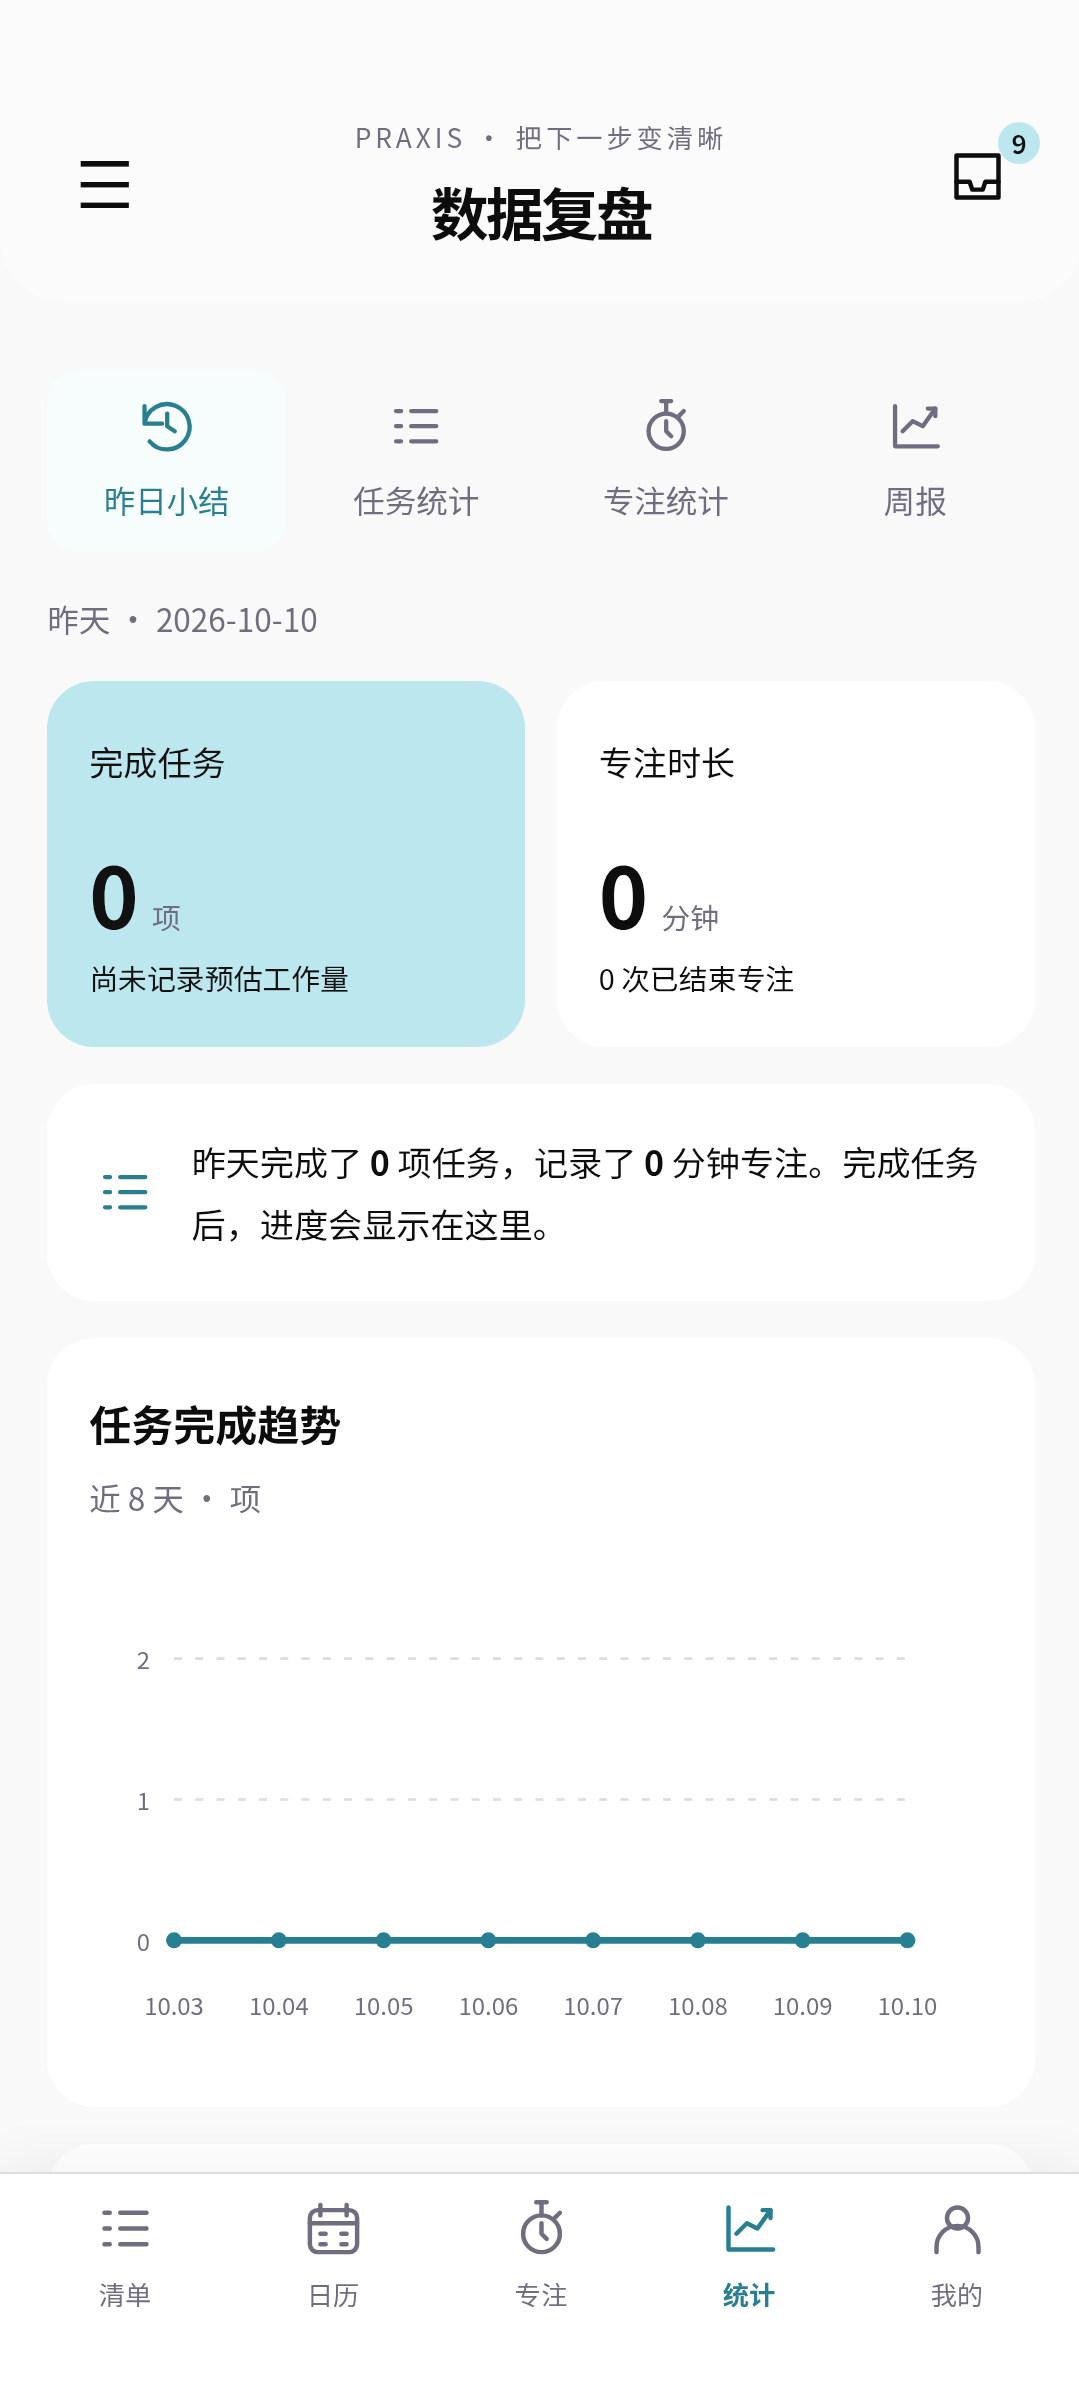 PRAXIS · 把下一步变清晰
数据复盘
9
昨日小结
任务统计
专注统计
周报
昨天 · 2026-10-10
完成任务
0 项
尚未记录预估工作量
专注时长
0 分钟
0 次已结束专注
昨天完成了 0 项任务，记录了 0 分钟专注。完成任务
后，进度会显示在这里。
任务完成趋势
近 8 天 · 项
2
1
0
10.03 10.04 10.05 10.06 10.07 10.08 10.09 10.10
清单
日历
专注
统计
我的